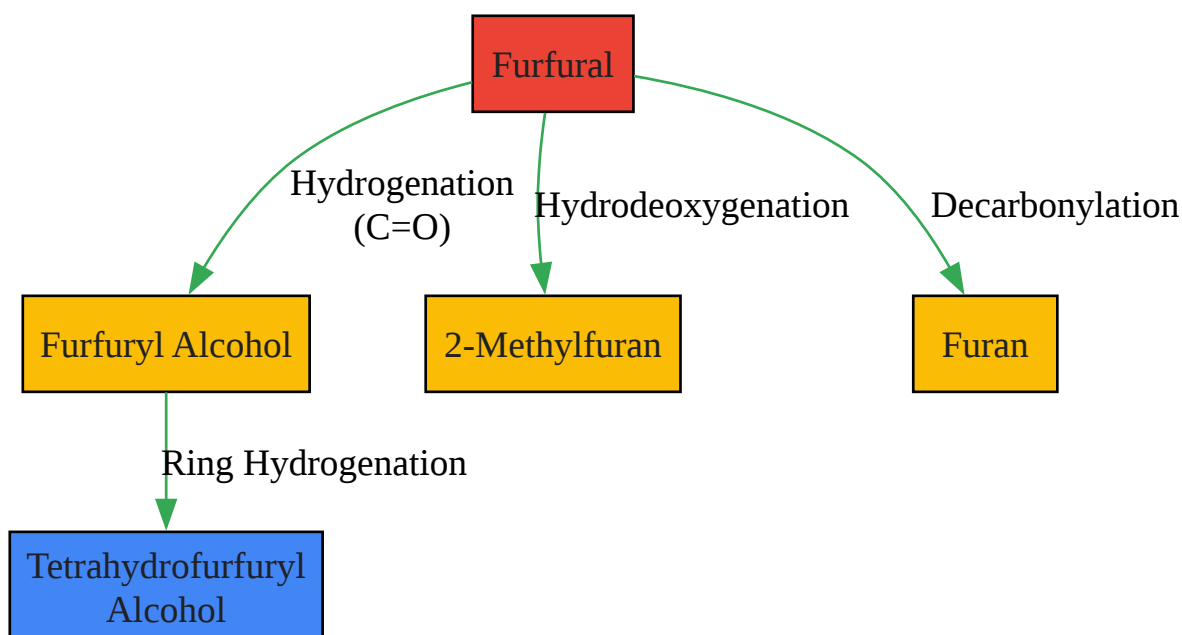 Furfural
Hydrogenation
(C=O)
Hydrodeoxygenation
Decarbonylation
Furfuryl Alcohol
2-Methylfuran
Furan
Ring Hydrogenation
Tetrahydrofurfuryl
Alcohol